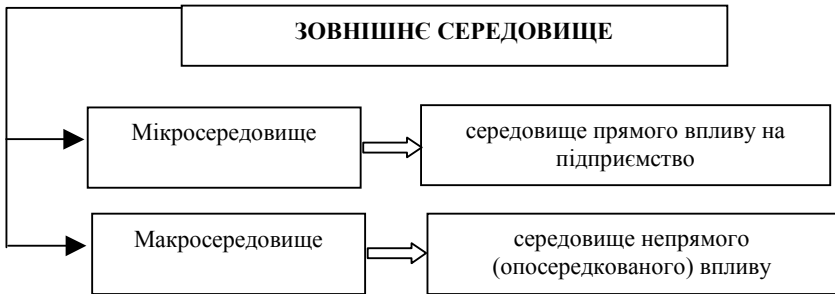 ЗОВНІШНЄ СЕРЕДОВИЩЕ
Мікросередовище
середовище прямого впливу на
підприємство
Макросередовище
середовище непрямого
(опосередкованого) впливу